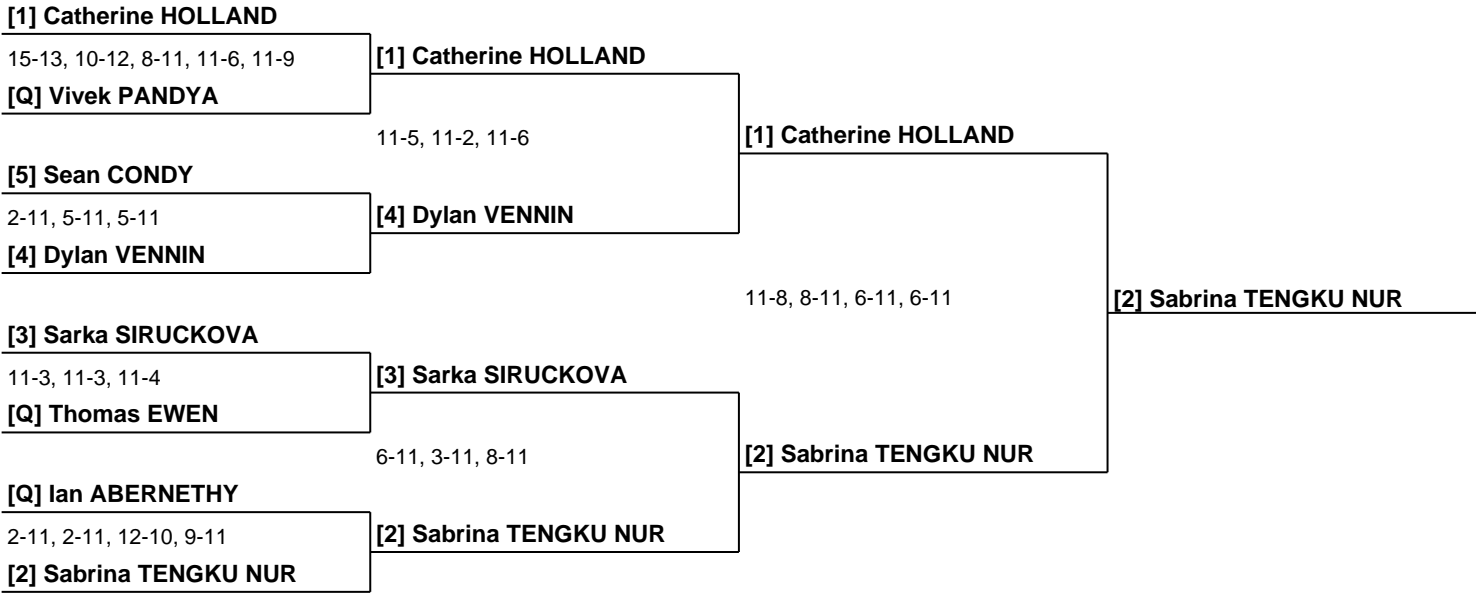 [1] Catherine HOLLAND
15-13, 10-12, 8-11, 11-6, 11-9
[1] Catherine HOLLAND
[Q] Vivek PANDYA
11-5, 11-2, 11-6
[1] Catherine HOLLAND
[5] Sean CONDY
2-11, 5-11, 5-11
[4] Dylan VENNIN
[4] Dylan VENNIN
11-8, 8-11, 6-11, 6-11
[2] Sabrina TENGKU NUR
[3] Sarka SIRUCKOVA
11-3, 11-3, 11-4
[3] Sarka SIRUCKOVA
[Q] Thomas EWEN
6-11, 3-11, 8-11
[2] Sabrina TENGKU NUR
[Q] Ian ABERNETHY
2-11, 2-11, 12-10, 9-11
[2] Sabrina TENGKU NUR
[2] Sabrina TENGKU NUR